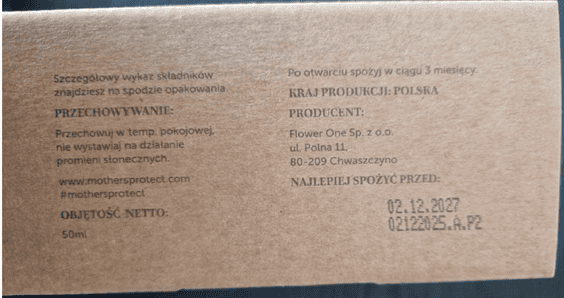 Szczegółowy wykaz składników
znajdziesz na spodzie opakowania.
PRZECHOWYWANIE:
Przechowuj w temp. pokojowej,
nie wystawiaj na działanie
promieni słonecznych.
www.mothersprotect.com
#mothersprotect
OBJĘTOŚĆ NETTO:
50ml
Po otwarciu spożyj w ciągu 3 miesięcy.
KRAJ PRODUKCJI: POLSKA
PRODUCENT:
Flower One Sp. z o.o.
ul. Polna 11,
80-209 Chwaszczyno
NAJLEPIEJ SPOŻYĆ PRZED:
02.12.2027
02122025.A.P2